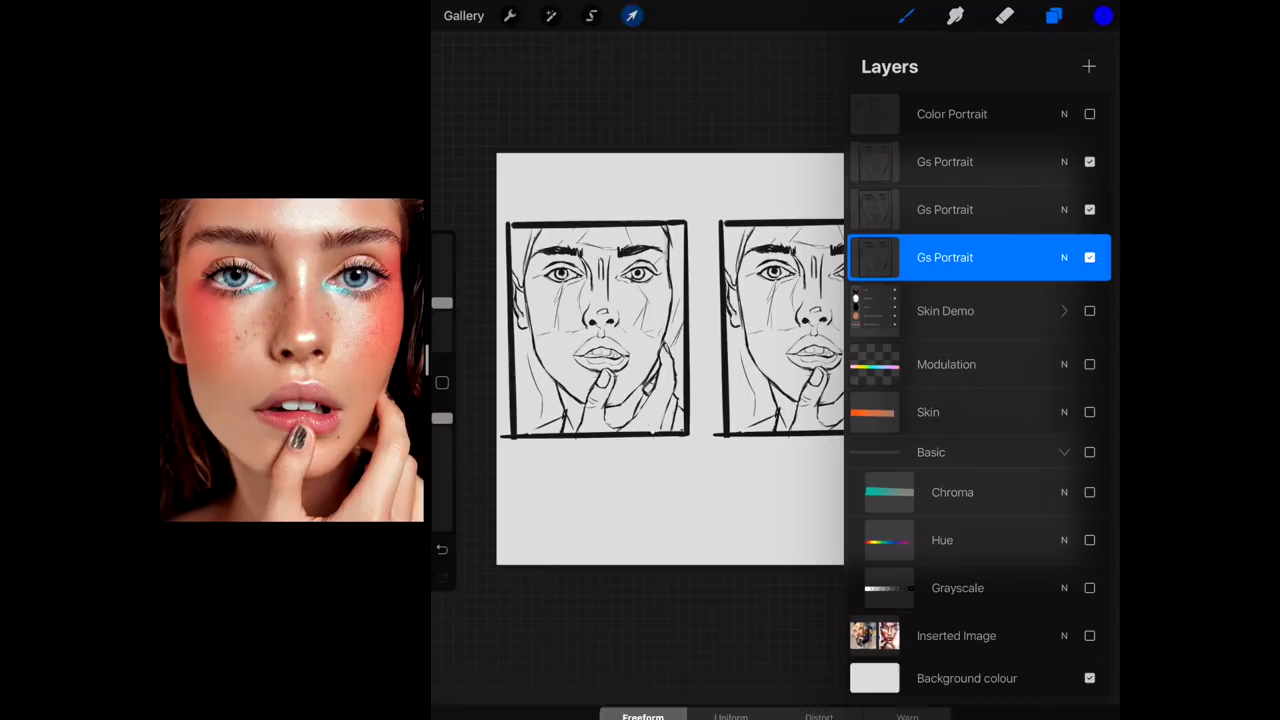 Gallery
Layers
Color Portrait N
Gs Portrait N
Gs Portrait N
Gs Portrait N
Skin Demo
Modulation N
Skin N
Basic
Chroma N
Hue N
Grayscale N
Inserted Image N
Background colour
Freeform Uniform Distort Warp